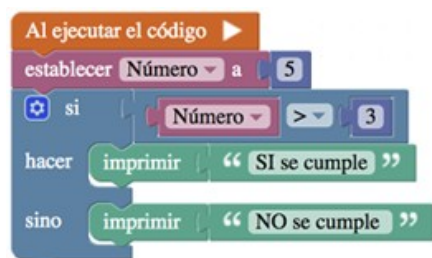 Al ejecutar el código
establecer Número a 5
si Número > 3
hacer imprimir “ SI se cumple ”
sino imprimir “ NO se cumple ”